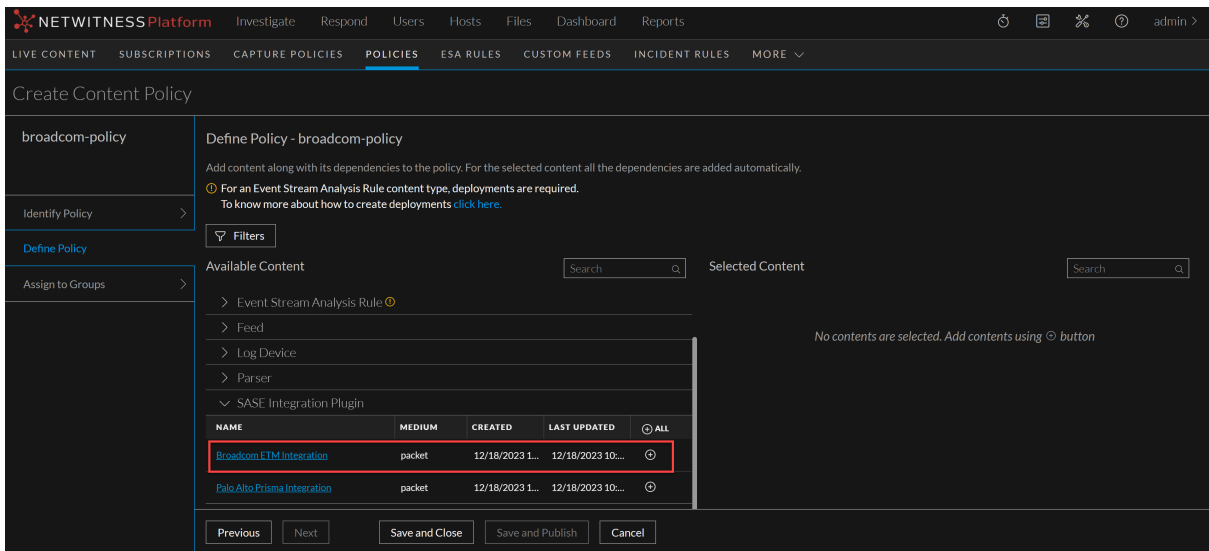 NETWITNESS Platform Investigate Respond Users Hosts Files Dashboard Reports admin >
LIVE CONTENT SUBSCRIPTIONS CAPTURE POLICIES POLICIES ESA RULES CUSTOM FEEDS INCIDENT RULES MORE
Create Content Policy
broadcom-policy
Identify Policy
Define Policy
Assign to Groups
Define Policy - broadcom-policy
Add content along with its dependencies to the policy. For the selected content all the dependencies are added automatically.
For an Event Stream Analysis Rule content type, deployments are required.
To know more about how to create deployments click here.
Filters
Available Content Search
Event Stream Analysis Rule
Feed
Log Device
Parser
SASE Integration Plugin
NAME MEDIUM CREATED LAST UPDATED ALL
Broadcom ETM Integration packet 12/18/2023 1... 12/18/2023 10:...
Palo Alto Prisma Integration packet 12/18/2023 1... 12/18/2023 10:...
Selected Content Search
No contents are selected. Add contents using ⊕ button
Previous Next Save and Close Save and Publish Cancel